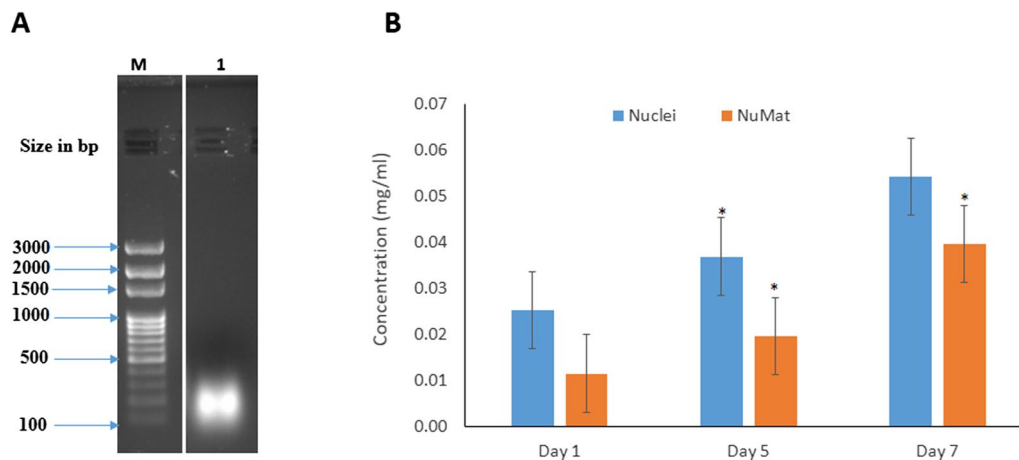 A
M 1
Size in bp
3000
2000
1500
1000
500
100
B
Nuclei NuMat
Concentration (mg/ml)
0.07
0.06
0.05
0.04
0.03
0.02
0.01
0.00
*
*
*
Day 1 Day 5 Day 7